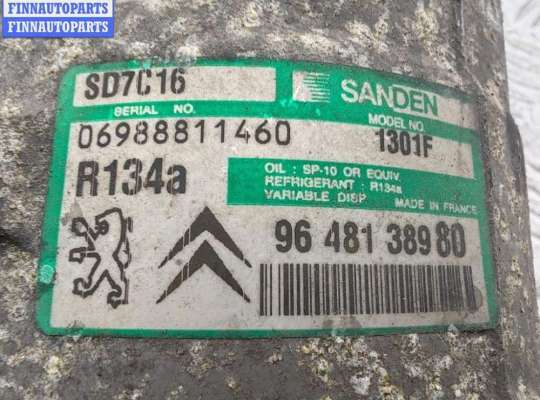 FINNAUTOPARTS
FINNAUTOPARTS
SD7C16
SANDEN
SERIAL NO.
MODEL NO.
06988811460
1301F
R134a
OIL : SP-10 OR EQUIV.
REFRIGERANT : R134a
VARIABLE DISP. MADE IN FRANCE
96 481 389 80